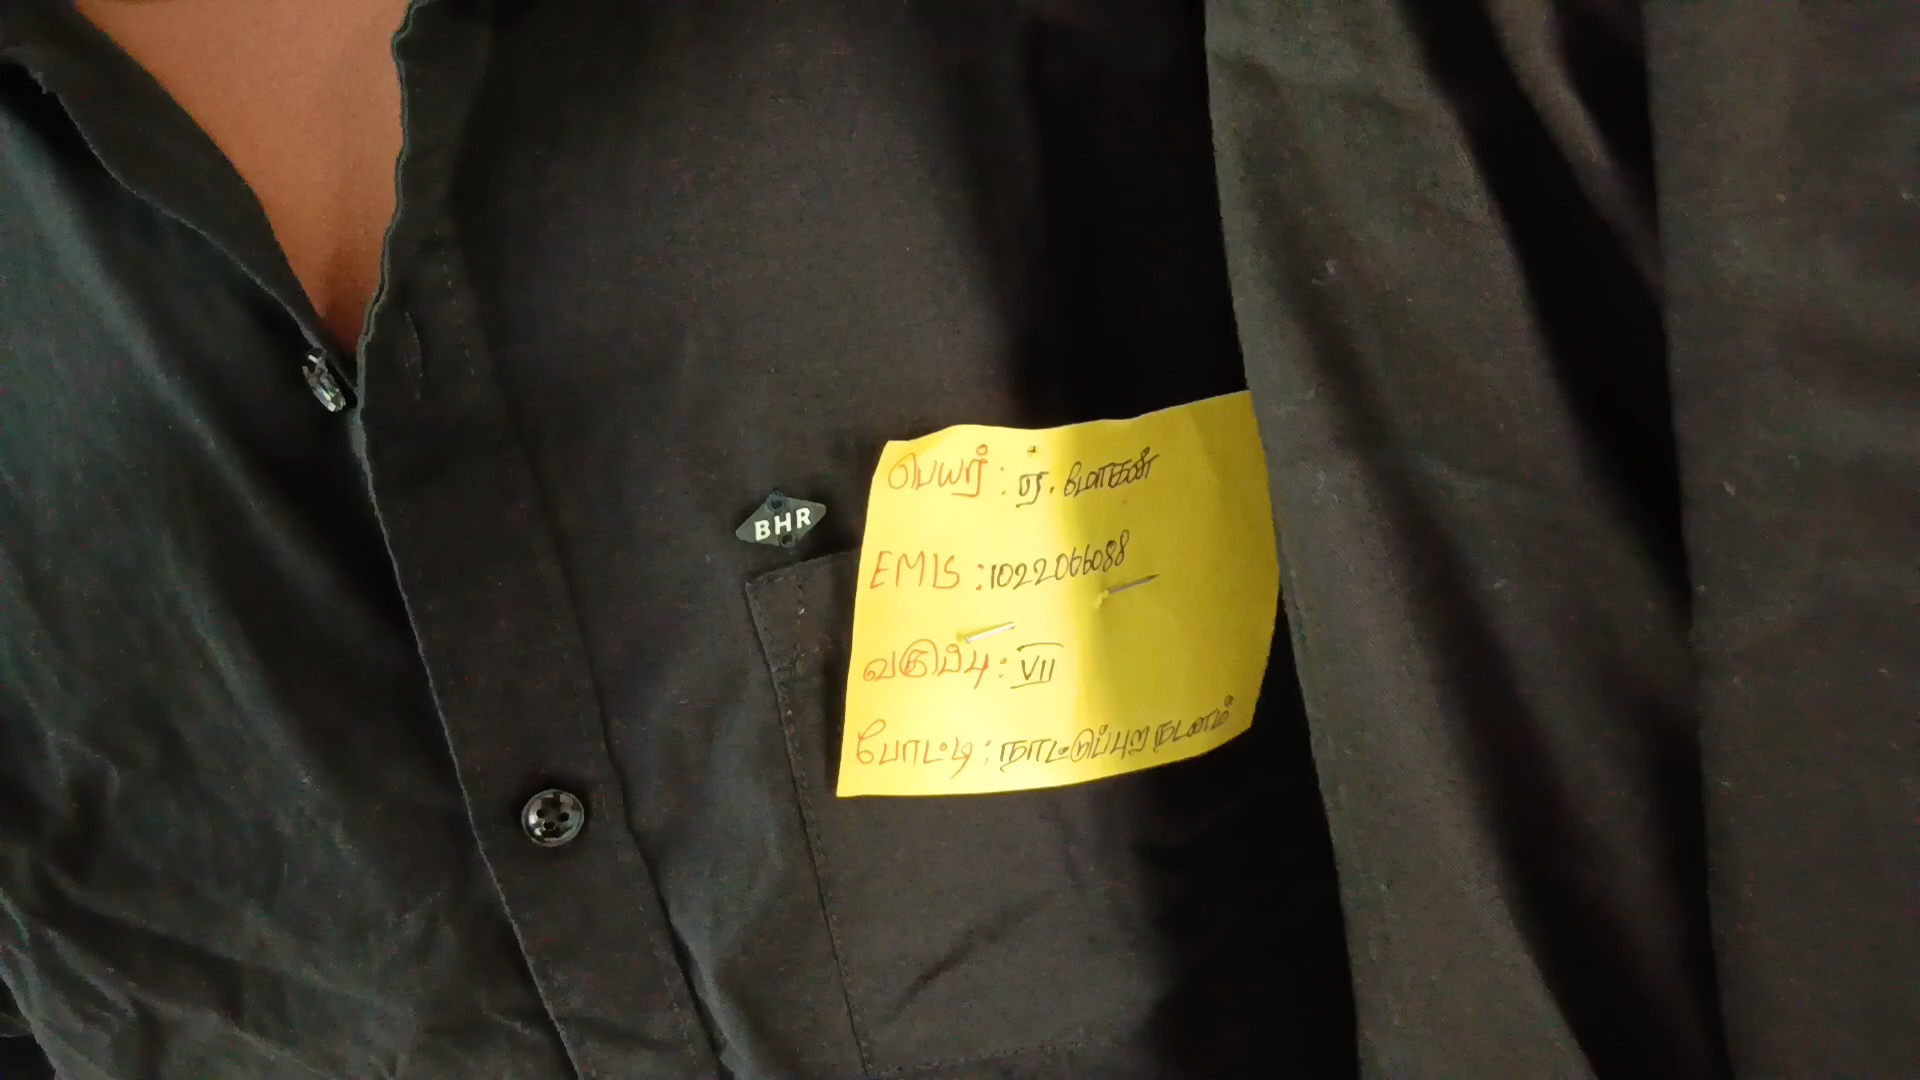 BHR
பெயர் : ரா. மோகன்
EMIS : 1022066088
வகுப்பு : VII
போட்டி : நாட்டுப்புற நடனம்